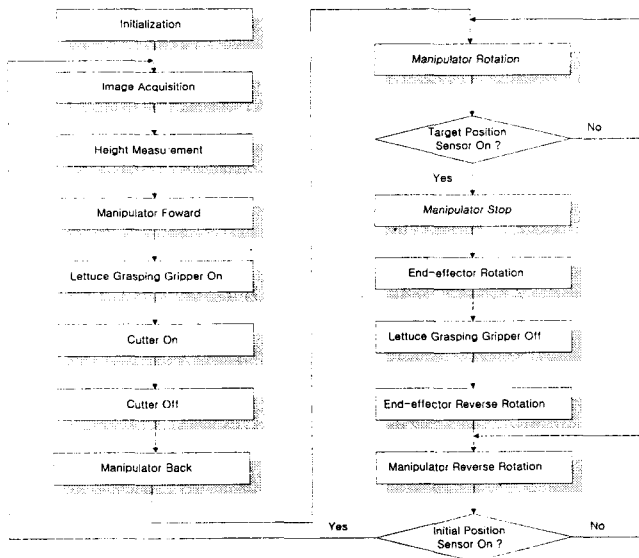 Initialization
Image Acquisition
Height Measurement
Manipulator Foward
Lettuce Grasping Gripper On
Cutter On
Cutter Off
Manipulator Back
Manipulator Rotation
Target Position
Sensor On ?
No
Yes
Manipulator Stop
End-effector Rotation
Lettuce Grasping Gripper Off
End-effector Reverse Rotation
Manipulator Reverse Rotation
Yes
Initial Position
Sensor On ?
No